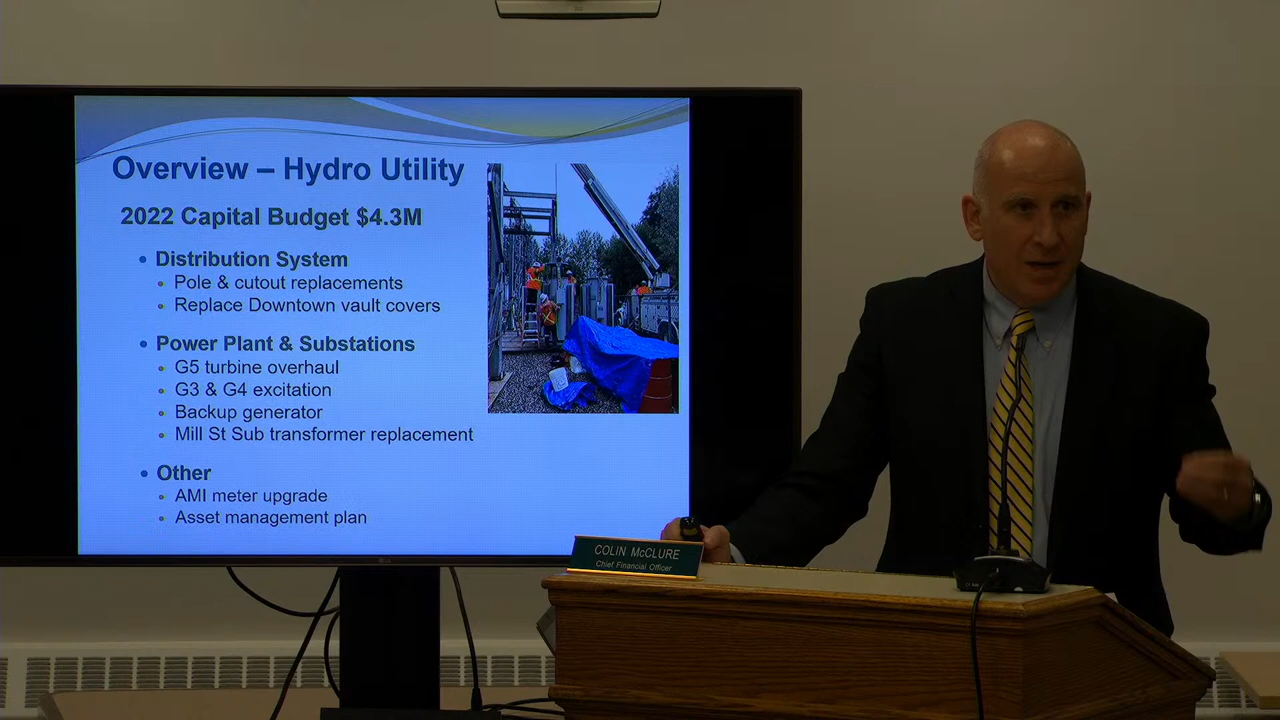 Overview – Hydro Utility
2022 Capital Budget $4.3M
• Distribution System
• Pole & cutout replacements
• Replace Downtown vault covers
• Power Plant & Substations
• G5 turbine overhaul
• G3 & G4 excitation
• Backup generator
• Mill St Sub transformer replacement
• Other
• AMI meter upgrade
• Asset management plan
LG
COLIN McCLURE
Chief Financial Officer